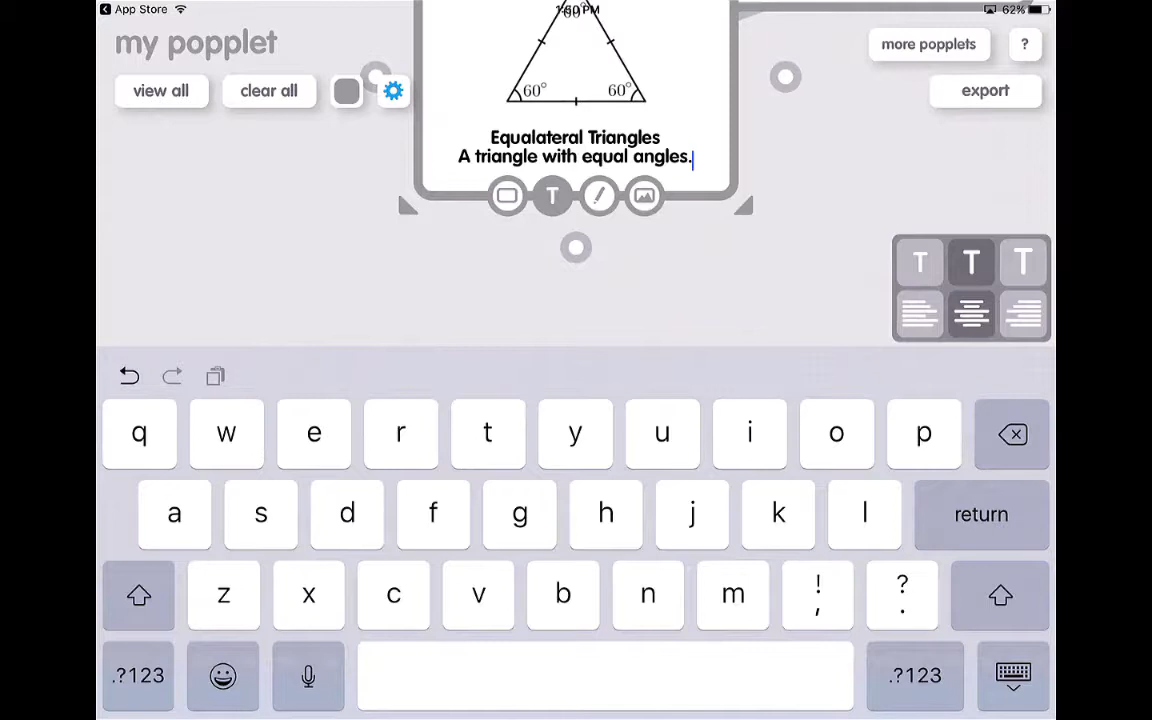 App Store
62%
my popplet
more popplets
?
view all
clear all
export
60°
60°
60°
Equalateral Triangles
A triangle with equal angles.
T
T T T
q w e r t y u i o p
a s d f g h j k l return
z x c v b n m ! , ? .
.?123 .?123